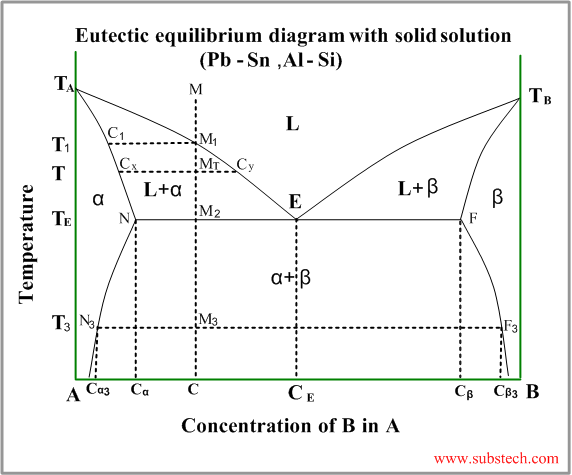 Eutectic equilibrium diagram with solid solution
(Pb - Sn ,Al - Si)
TA
M
TB
L
T1
C1
M1
T
Cx
MT
Cy
α
L+α
L+β
β
E
TE
N
M2
F
α+β
T3
N3
M3
F3
A
Cα3
Cα
C
CE
Cβ
Cβ3
B
Temperature
Concentration of B in A
www.substech.com